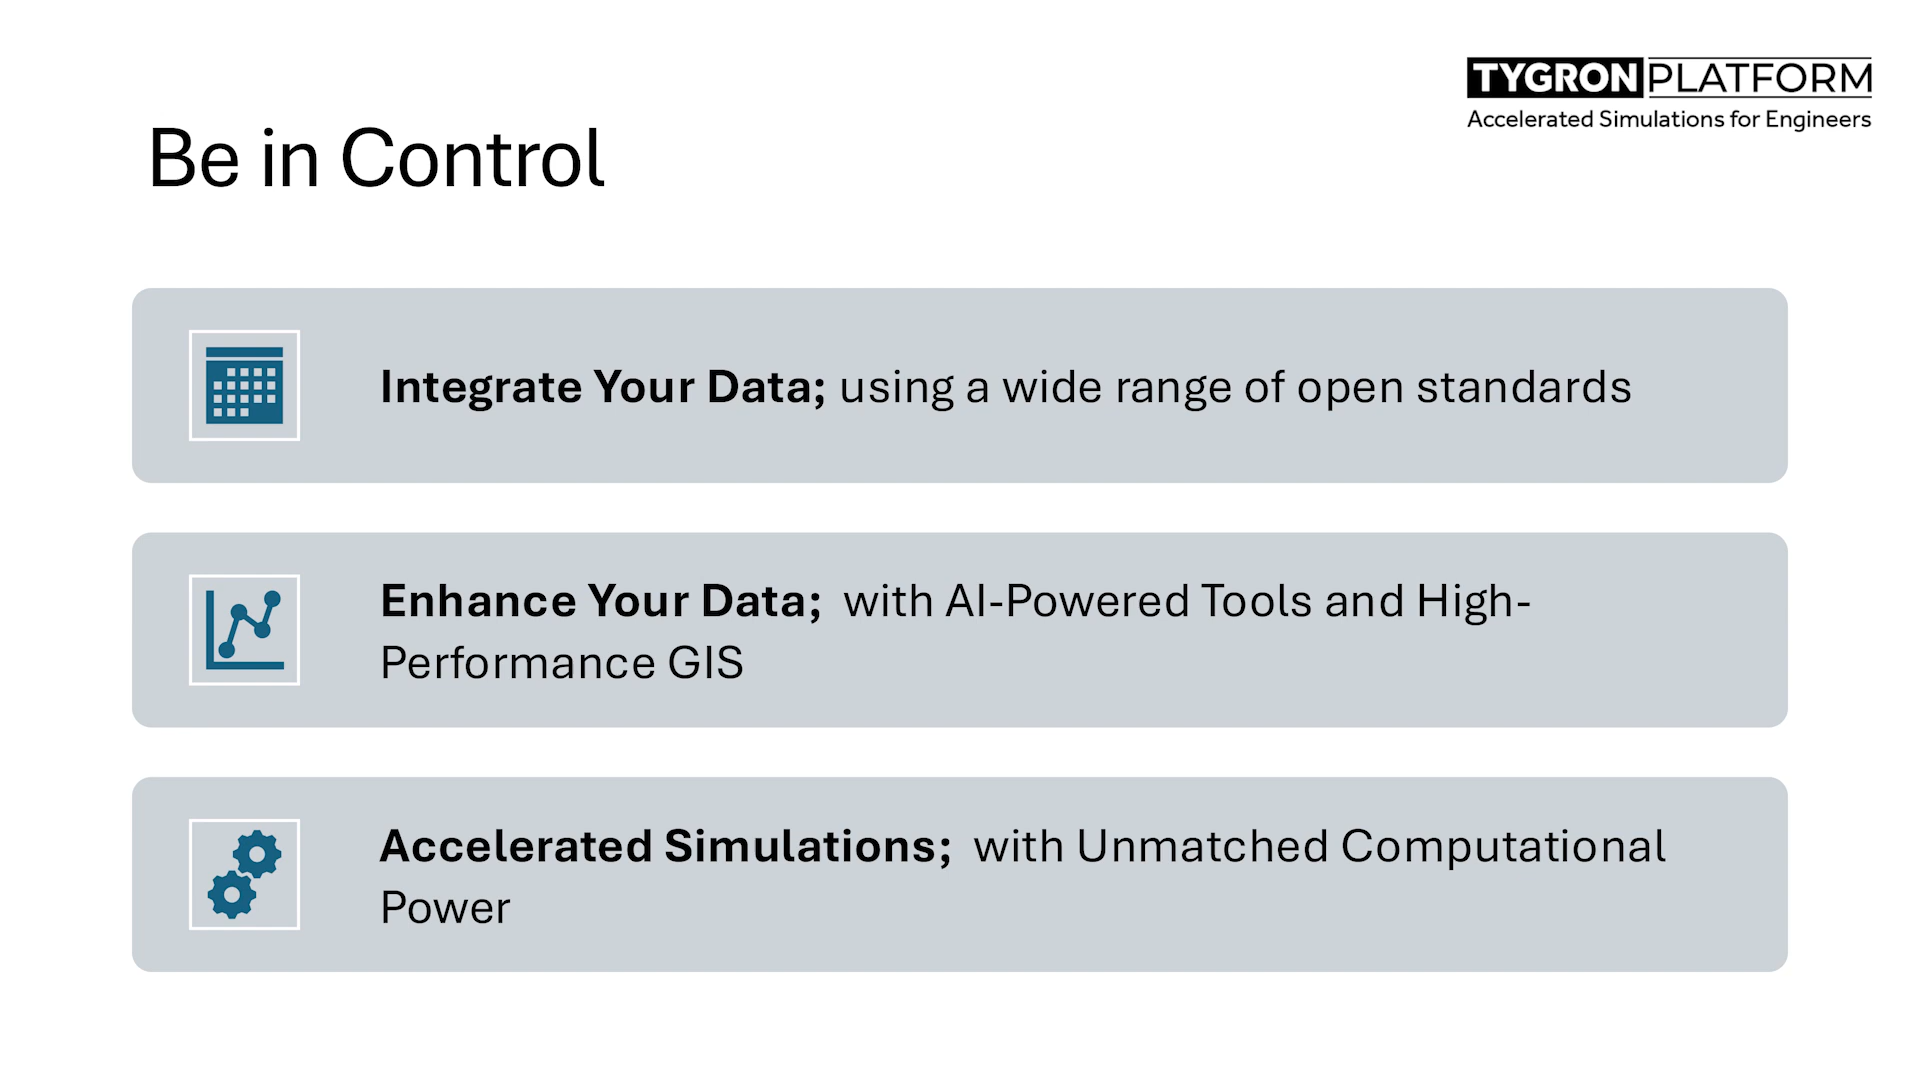 TYGRON PLATFORM
Accelerated Simulations for Engineers
Be in Control
Integrate Your Data; using a wide range of open standards
Enhance Your Data; with AI-Powered Tools and High-
Performance GIS
Accelerated Simulations; with Unmatched Computational
Power